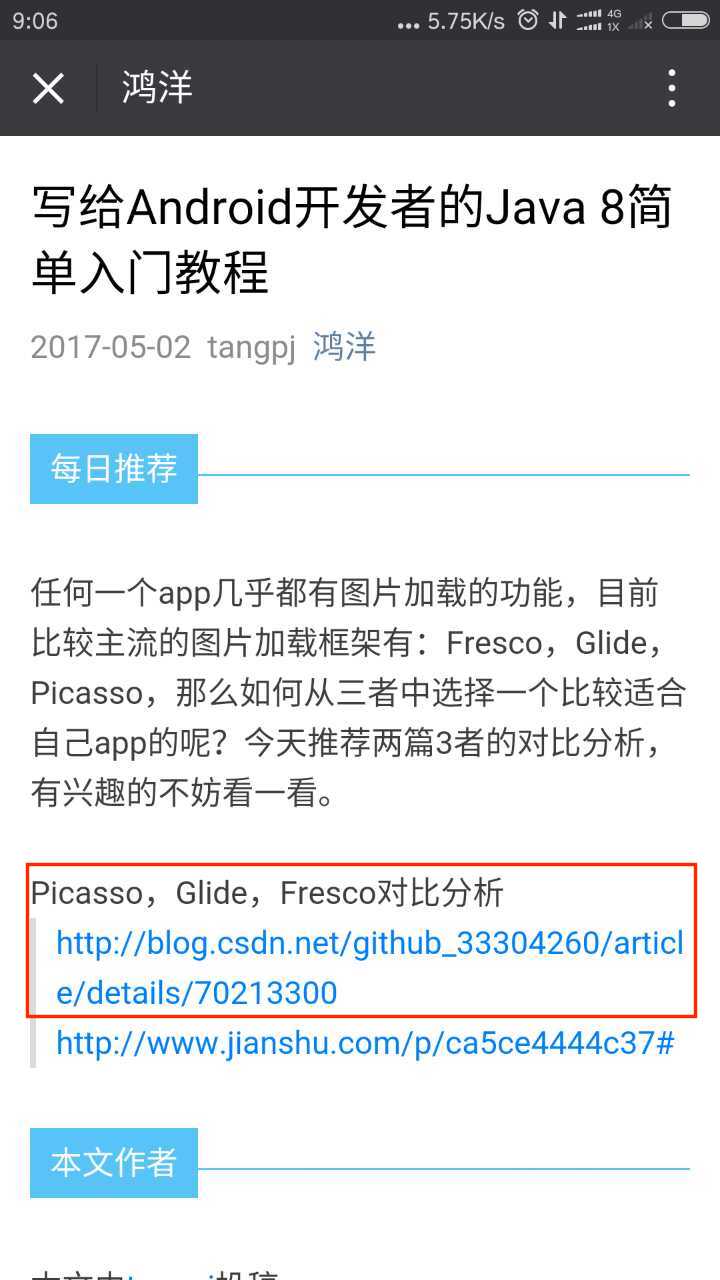 9:06
... 5.75K/s 4G 1X
鸿洋
写给Android开发者的Java 8简
单入门教程
2017-05-02 tangpj 鸿洋
每日推荐
任何一个app几乎都有图片加载的功能，目前
比较主流的图片加载框架有：Fresco，Glide，
Picasso，那么如何从三者中选择一个比较适合
自己app的呢？今天推荐两篇3者的对比分析，
有兴趣的不妨看一看。
Picasso，Glide，Fresco对比分析
http://blog.csdn.net/github_33304260/articl
e/details/70213300
http://www.jianshu.com/p/ca5ce4444c37#
本文作者